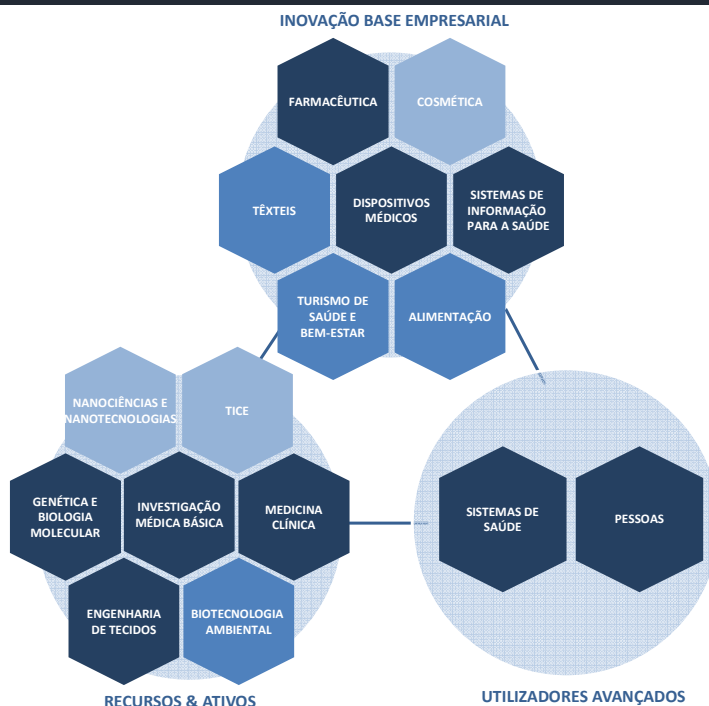 INOVAÇÃO BASE EMPRESARIAL
FARMACÊUTICA
COSMÉTICA
TÊXTEIS
DISPOSITIVOS
MÉDICOS
SISTEMAS DE
INFORMAÇÃO
PARA A SAÚDE
TURISMO DE
SAÚDE E
BEM-ESTAR
ALIMENTAÇÃO
NANOCIÊNCIAS E
NANOTECNOLOGIAS
TICE
GENÉTICA E
BIOLOGIA
MOLECULAR
INVESTIGAÇÃO
MÉDICA BÁSICA
MEDICINA
CLÍNICA
ENGENHARIA
DE TECIDOS
BIOTECNOLOGIA
AMBIENTAL
RECURSOS & ATIVOS
SISTEMAS DE
SAÚDE
PESSOAS
UTILIZADORES AVANÇADOS